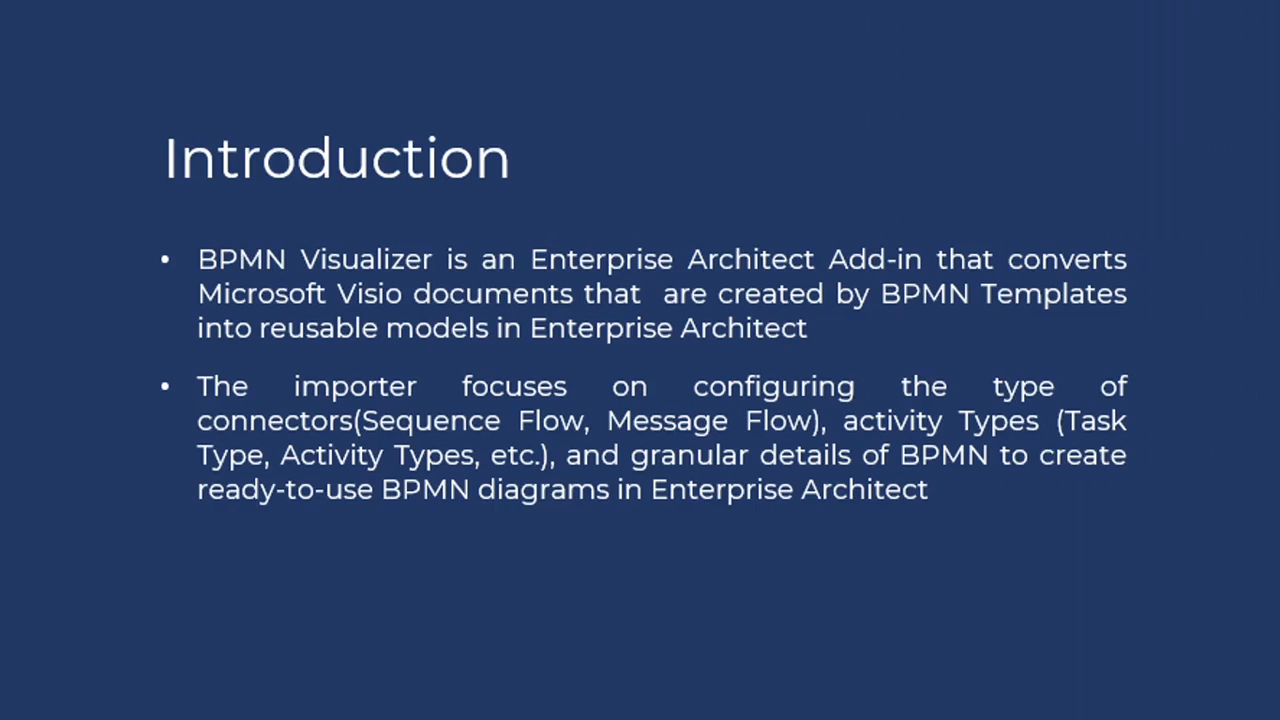 Introduction
• BPMN Visualizer is an Enterprise Architect Add-in that converts
Microsoft Visio documents that  are created by BPMN Templates
into reusable models in Enterprise Architect
• The importer focuses on configuring the type of
connectors(Sequence Flow, Message Flow), activity Types (Task
Type, Activity Types, etc.), and granular details of BPMN to create
ready-to-use BPMN diagrams in Enterprise Architect